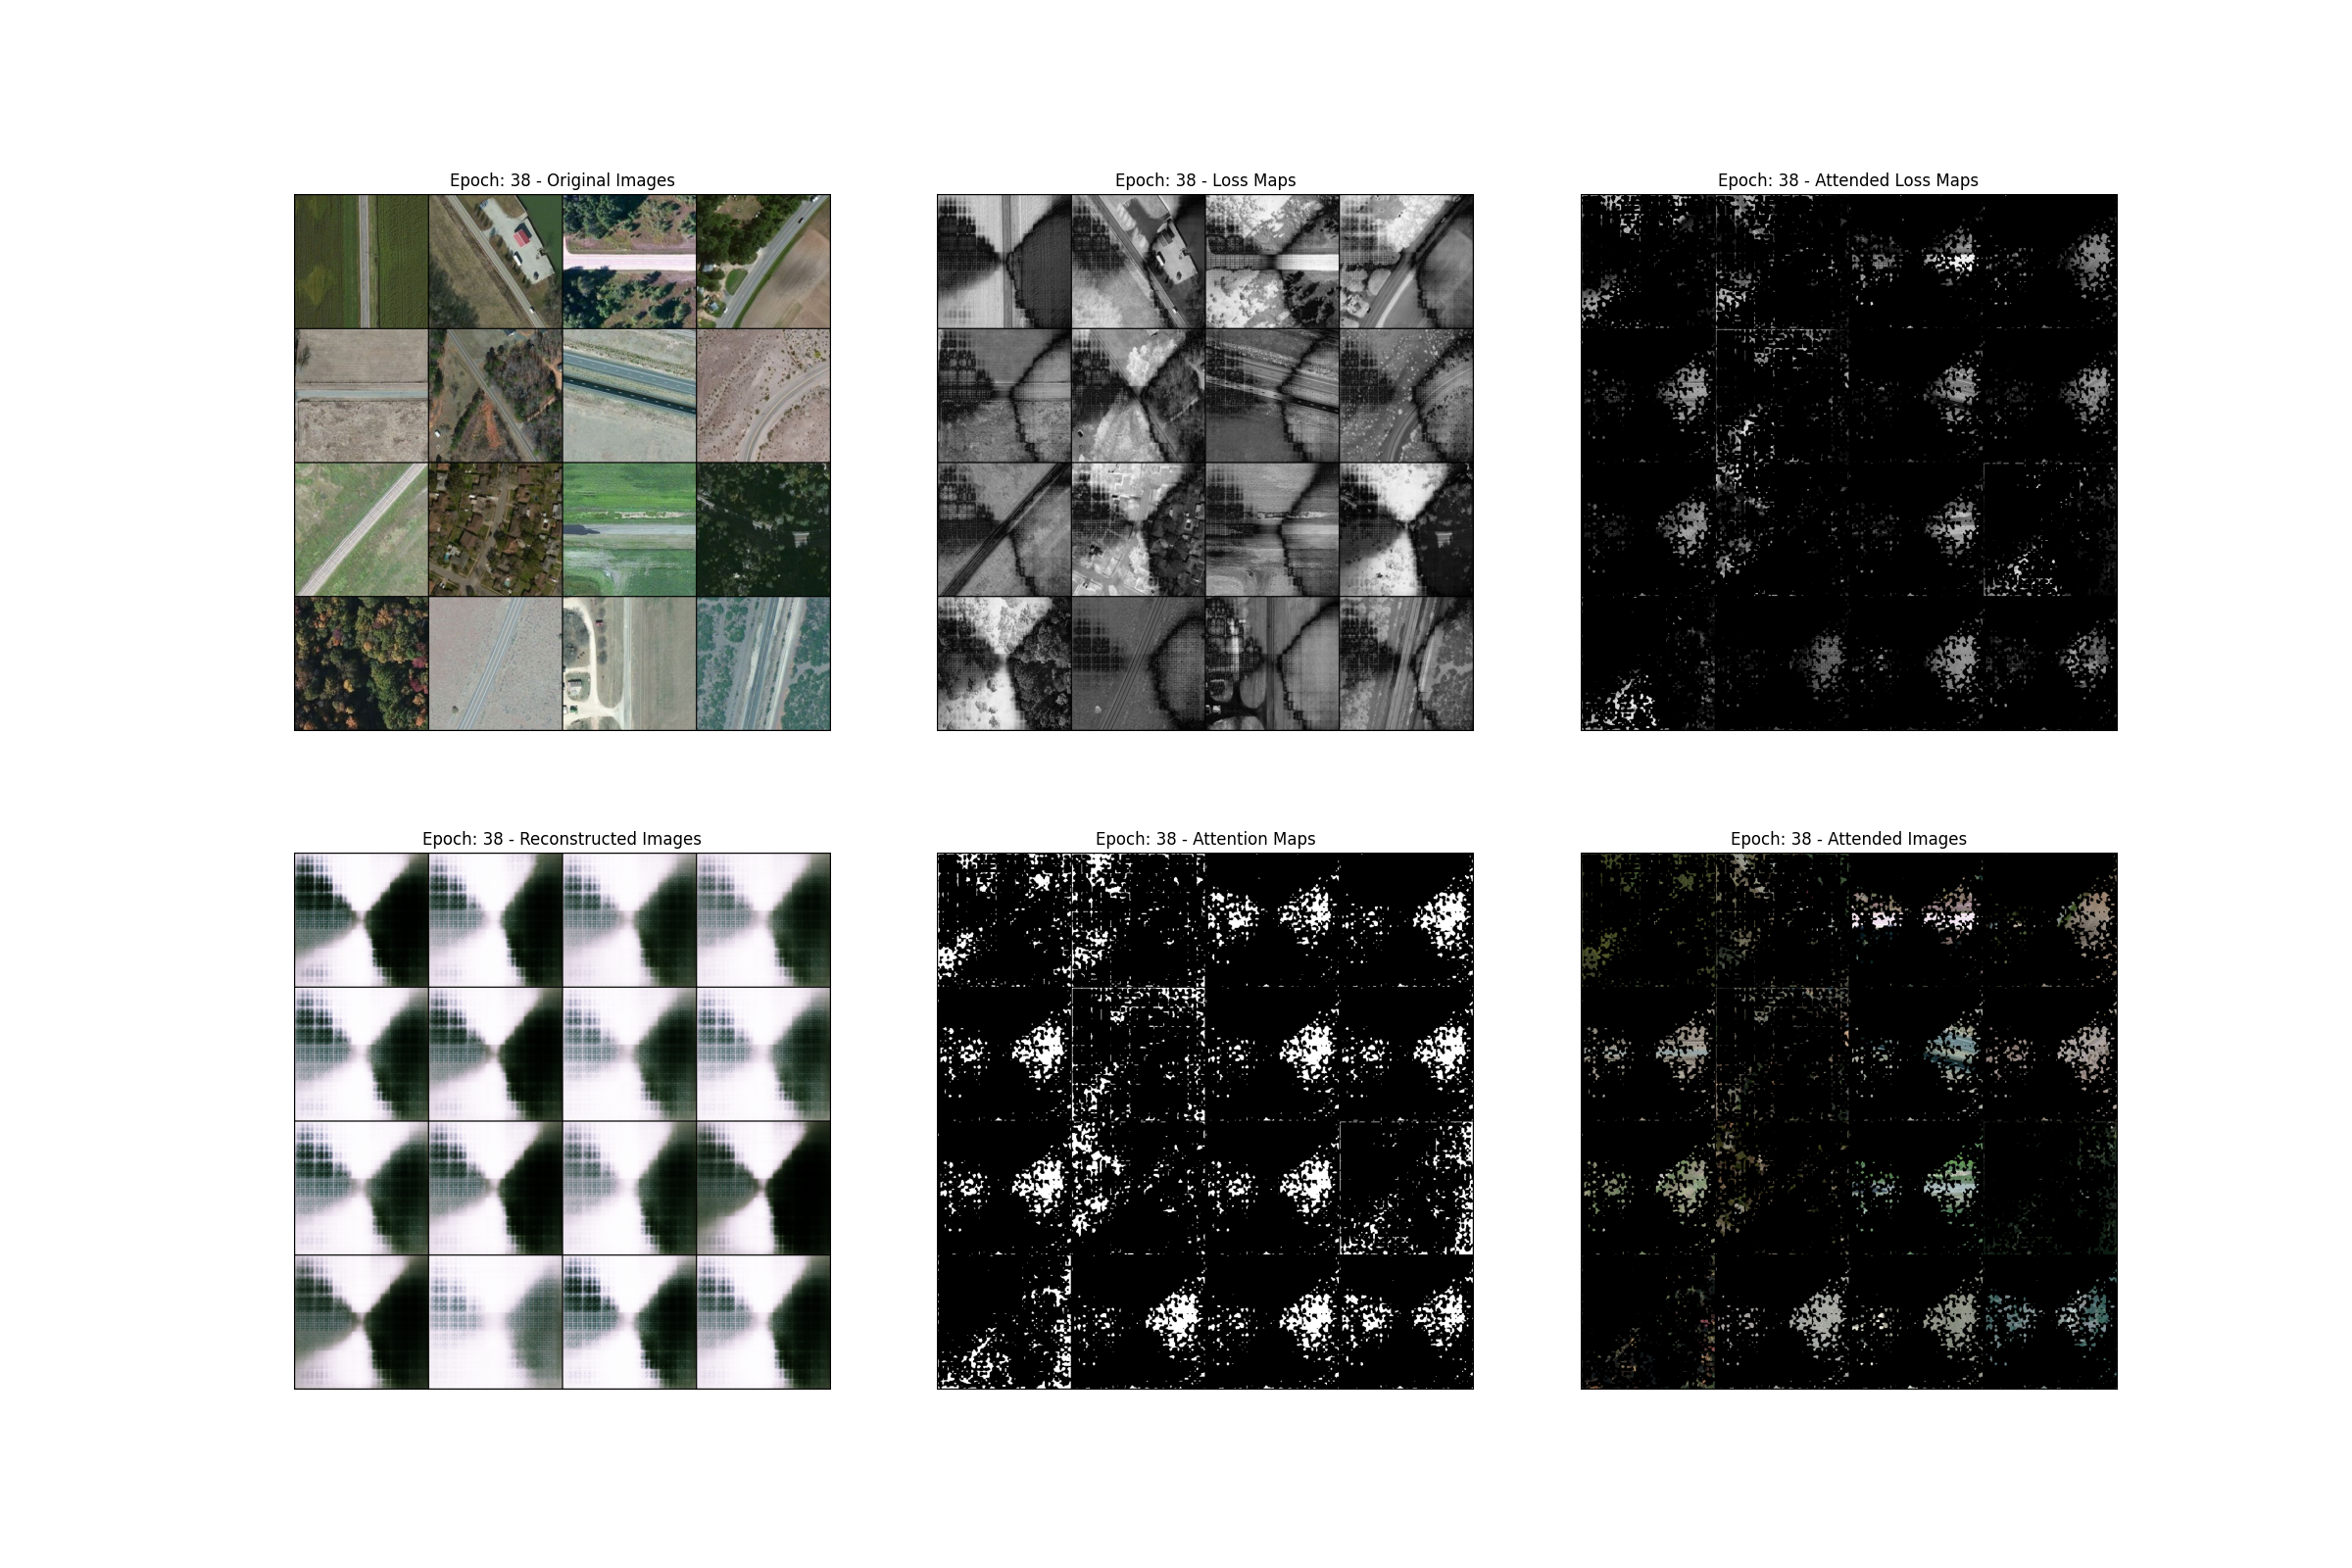 Epoch: 38 - Original Images
Epoch: 38 - Loss Maps
Epoch: 38 - Attended Loss Maps
Epoch: 38 - Reconstructed Images
Epoch: 38 - Attention Maps
Epoch: 38 - Attended Images